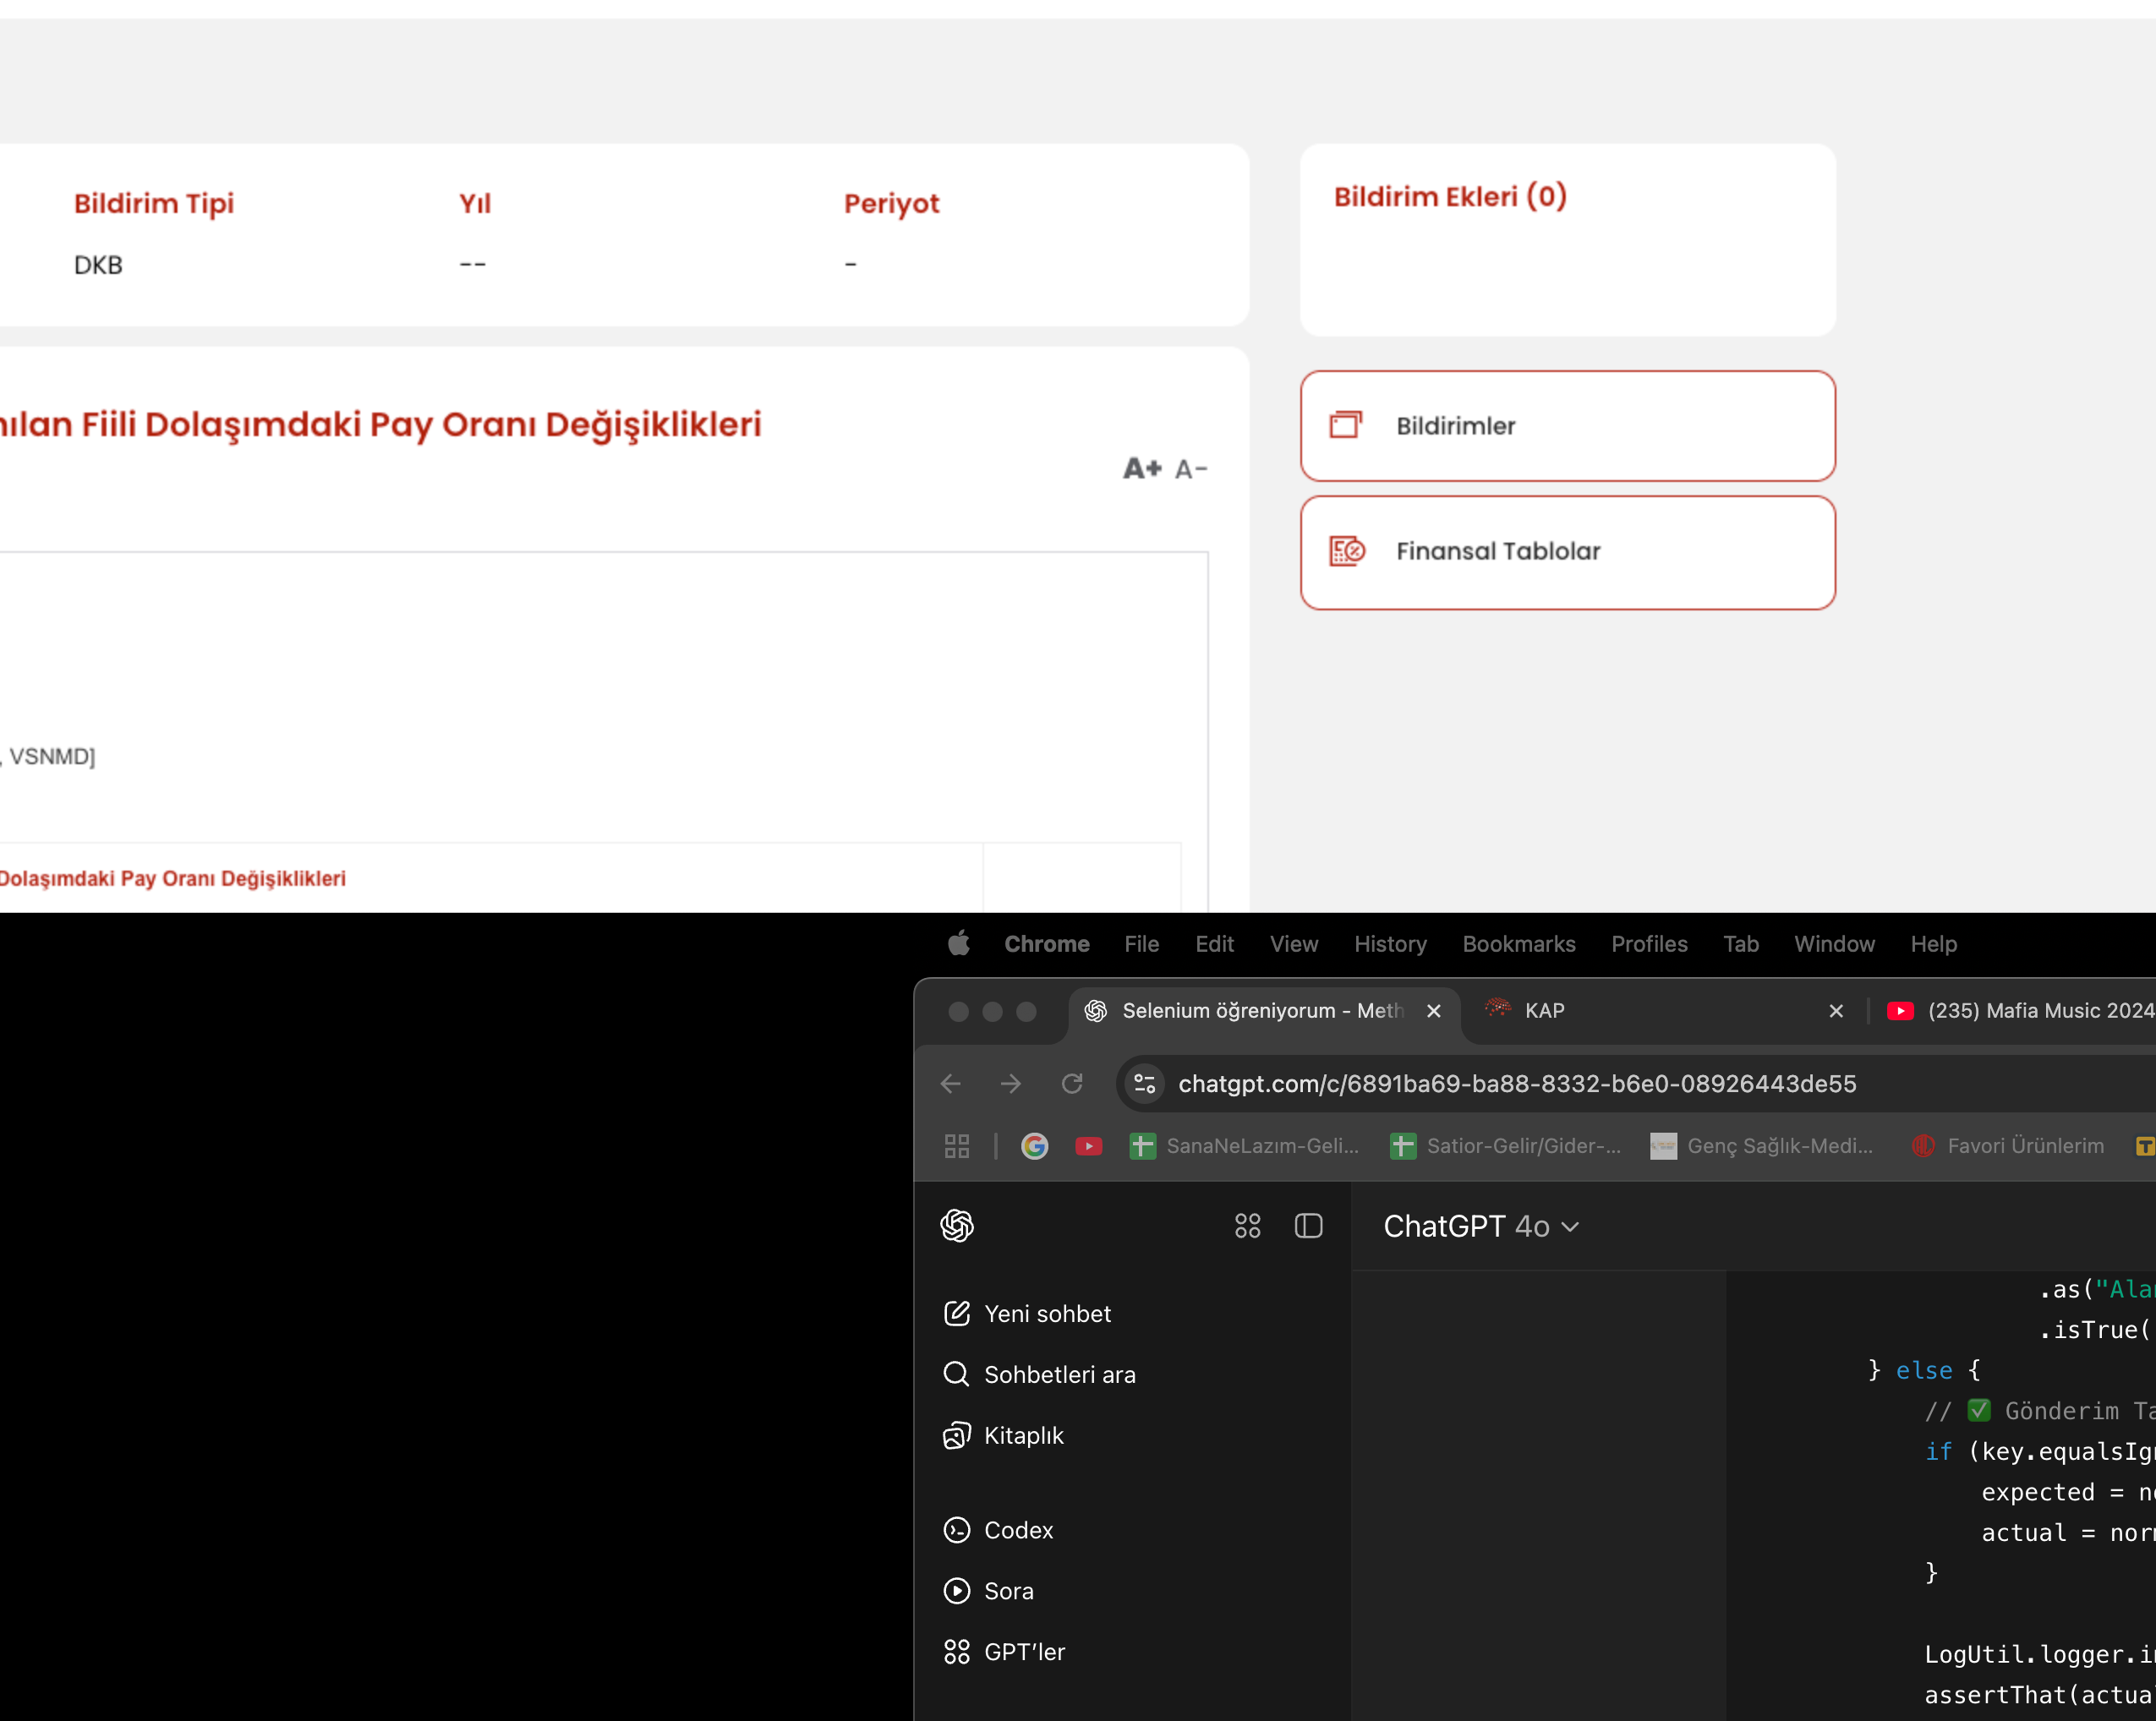 Bildirim Tipi
Yıl
Periyot
DKB
--
-
Bildirim Ekleri (0)
Bildirimler
Finansal Tablolar
Fiili Dolaşımdaki Pay Oranı Değişiklikleri
A+ A-
, VSNMD]
Dolaşımdaki Pay Oranı Değişiklikleri
Chrome File Edit View History Bookmarks Profiles Tab Window Help
Selenium öğreniyorum - Meth
KAP
(235) Mafia Music 2024
chatgpt.com/c/6891ba69-ba88-8332-b6e0-08926443de55
SanaNeLazım-Geli...
Satior-Gelir/Gider-...
Genç Sağlık-Medi...
Favori Ürünlerim
ChatGPT 4o
Yeni sohbet
Sohbetleri ara
Kitaplık
Codex
Sora
GPT'ler
.as("Ala
.isTrue(
} else {
// ✅ Gönderim Ta
if (key.equalsIg
expected = n
actual = nor
}
LogUtil.logger.i
assertThat(actua